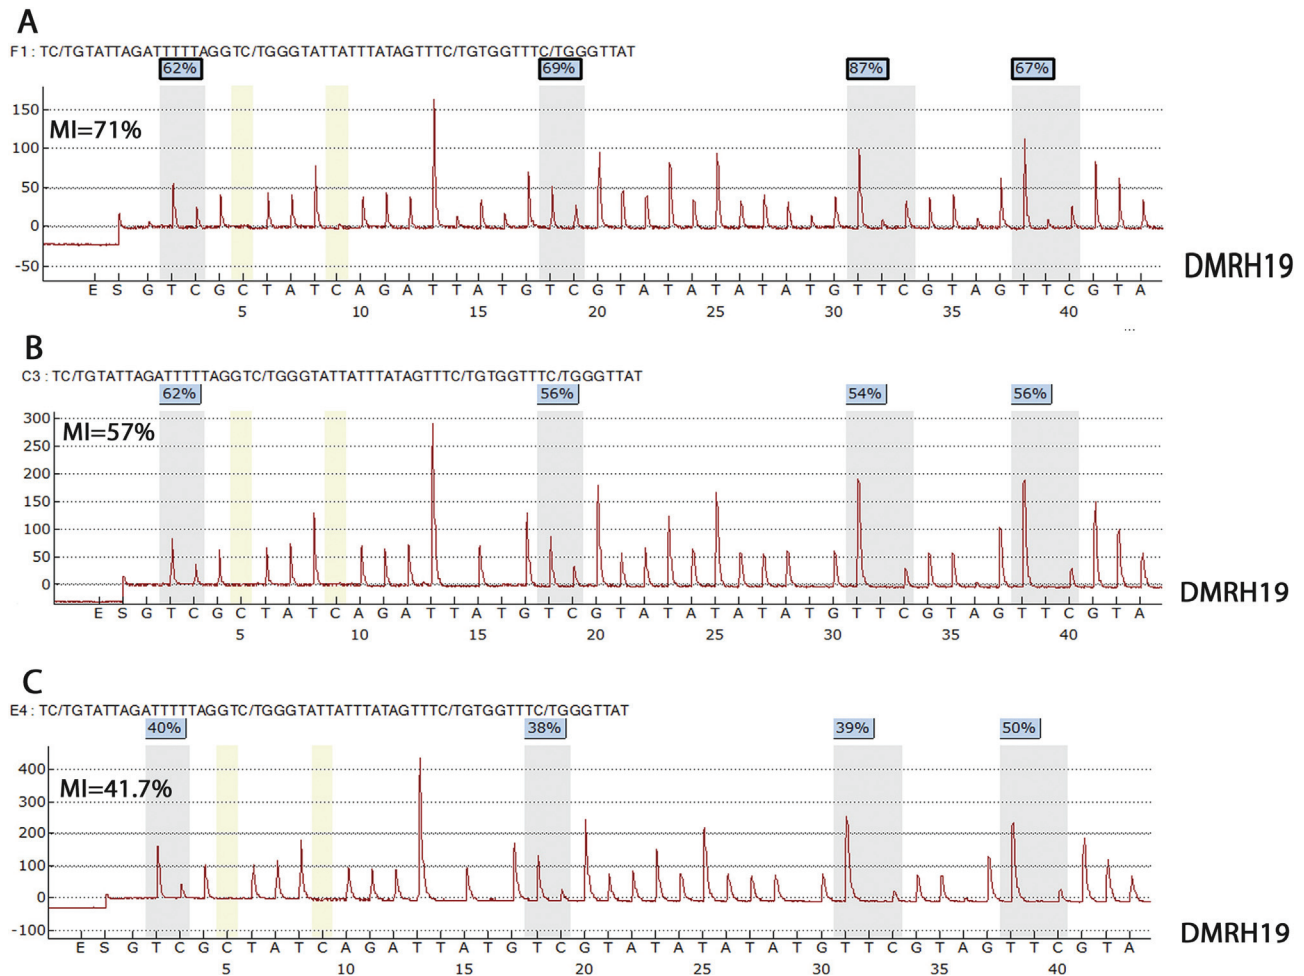 A
F1: TC/TGTATTAGATTTTTAGGTC/TGGGTATTATTTATAGTTTC/TGTGGTTTC/TGGGTTAT
62% 69% 87% 67%
MI=71%
150
100
50
0
-50
E S G T C G C T A T C A G A T T A T G T C G T A T A T A T A T G T T C G T A G T T C G T A
5 10 15 20 25 30 35 40
...
DMRH19
B
C3: TC/TGTATTAGATTTTTAGGTC/TGGGTATTATTTATAGTTTC/TGTGGTTTC/TGGGTTAT
62% 56% 54% 56%
MI=57%
300
250
200
150
100
50
0
E S G T C G C T A T C A G A T T A T G T C G T A T A T A T A T G T T C G T A G T T C G T A
5 10 15 20 25 30 35 40
DMRH19
C
E4: TC/TGTATTAGATTTTTAGGTC/TGGGTATTATTTATAGTTTC/TGTGGTTTC/TGGGTTAT
40% 38% 39% 50%
MI=41.7%
400
300
200
100
0
-100
E S G T C G C T A T C A G A T T A T G T C G T A T A T A T A T G T T C G T A G T T C G T A
5 10 15 20 25 30 35 40
DMRH19